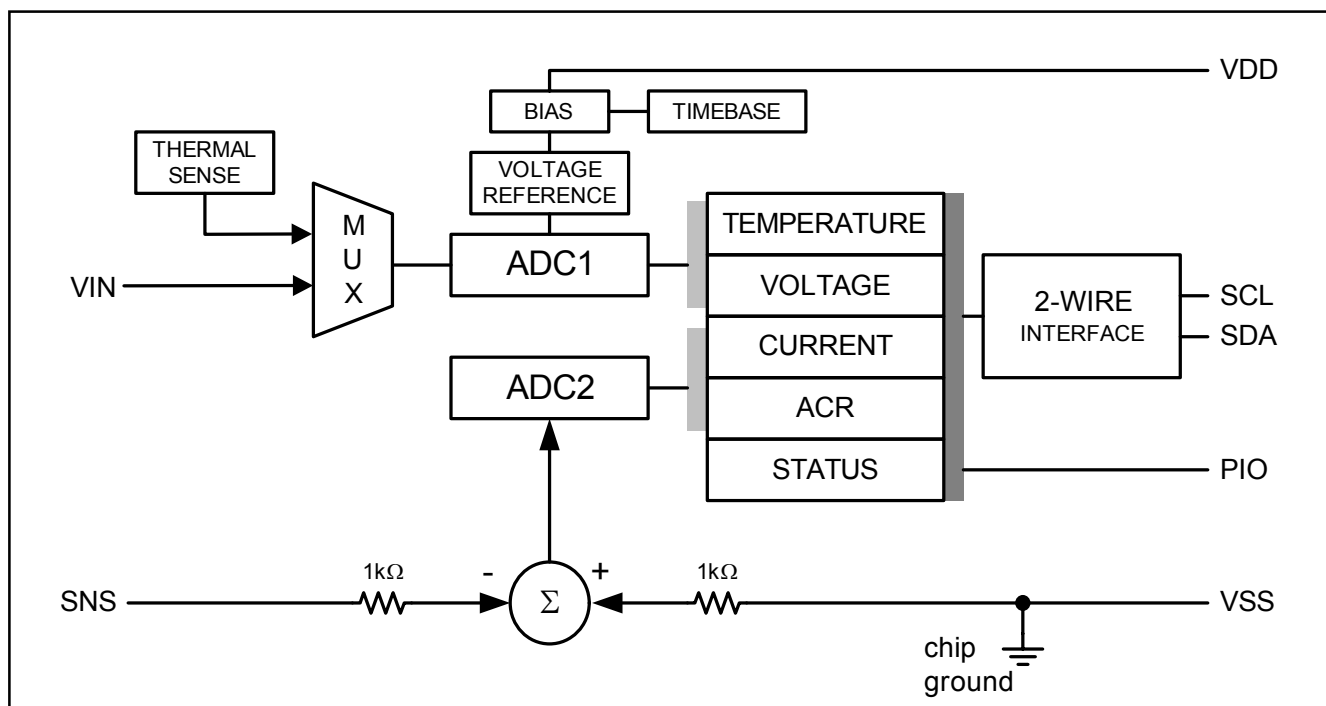 VDD
BIAS
TIMEBASE
THERMAL
SENSE
VOLTAGE
REFERENCE
M
U
X
VIN
ADC1
ADC2
TEMPERATURE
VOLTAGE
CURRENT
ACR
STATUS
2-WIRE
INTERFACE
SCL
SDA
PIO
SNS
1kΩ
-
Σ
+
1kΩ
VSS
chip
ground